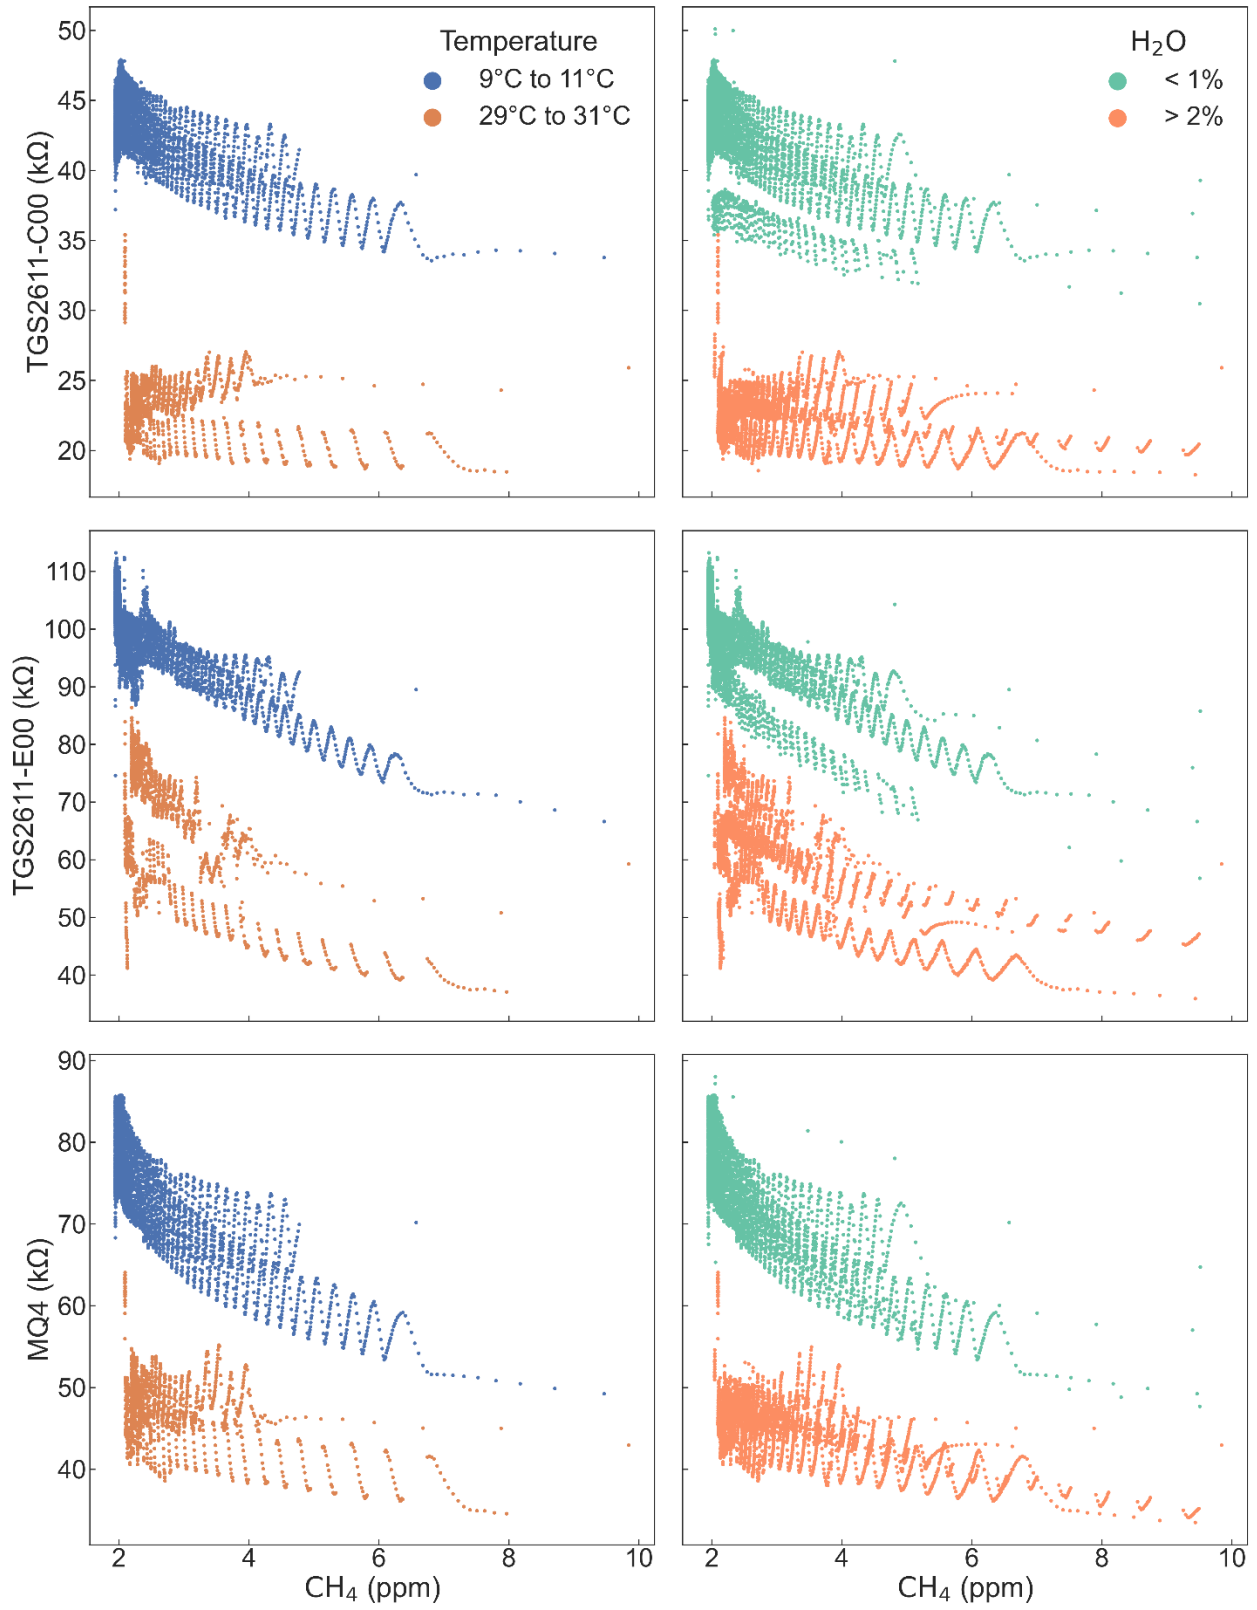 Temperature
9°C to 11°C
29°C to 31°C
H₂O
< 1%
> 2%
TGS2611-C00 (kΩ)
50
45
40
35
30
25
20
TGS2611-E00 (kΩ)
110
100
90
80
70
60
50
40
MQ4 (kΩ)
90
80
70
60
50
40
2 4 6 8 10
2 4 6 8 10
CH₄ (ppm)
CH₄ (ppm)